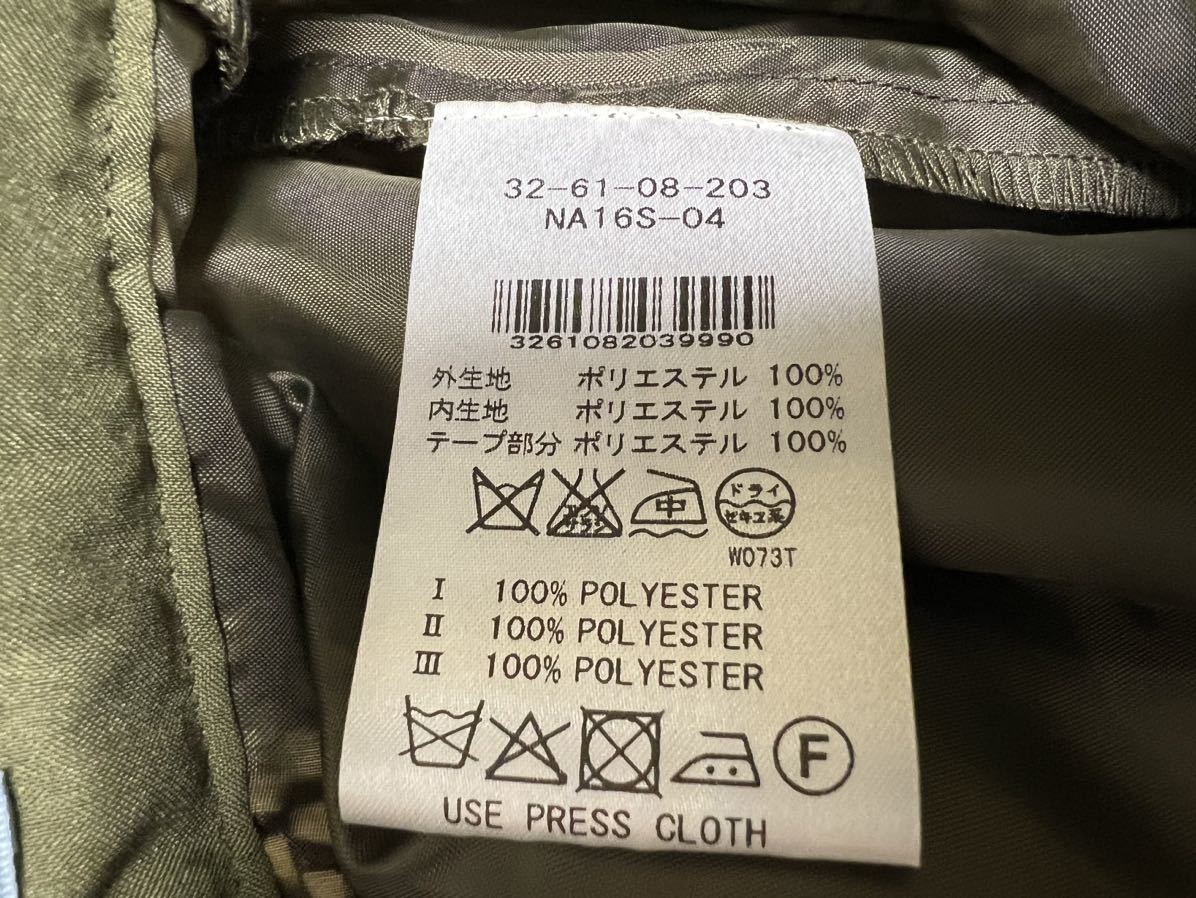 32-61-08-203
NA16S-04
3261082039990
外生地 ポリエステル 100%
内生地 ポリエステル 100%
テープ部分 ポリエステル 100%
中 ドライ
セキユ系
W073T
I 100% POLYESTER
II 100% POLYESTER
III 100% POLYESTER
F
USE PRESS CLOTH